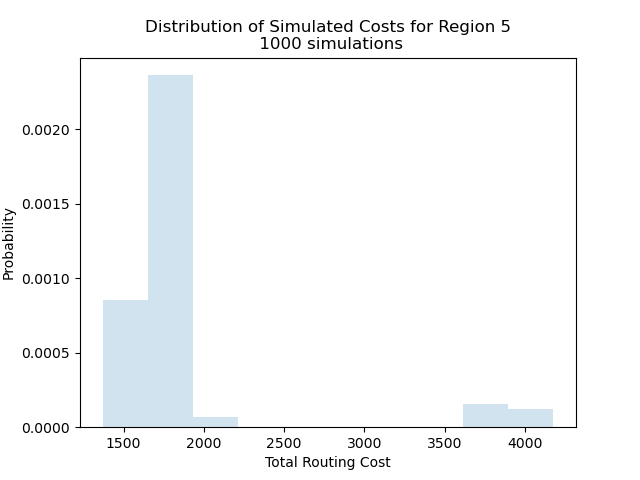 Distribution of Simulated Costs for Region 5
1000 simulations
Probability
0.0020
0.0015
0.0010
0.0005
0.0000
1500 2000 2500 3000 3500 4000
Total Routing Cost